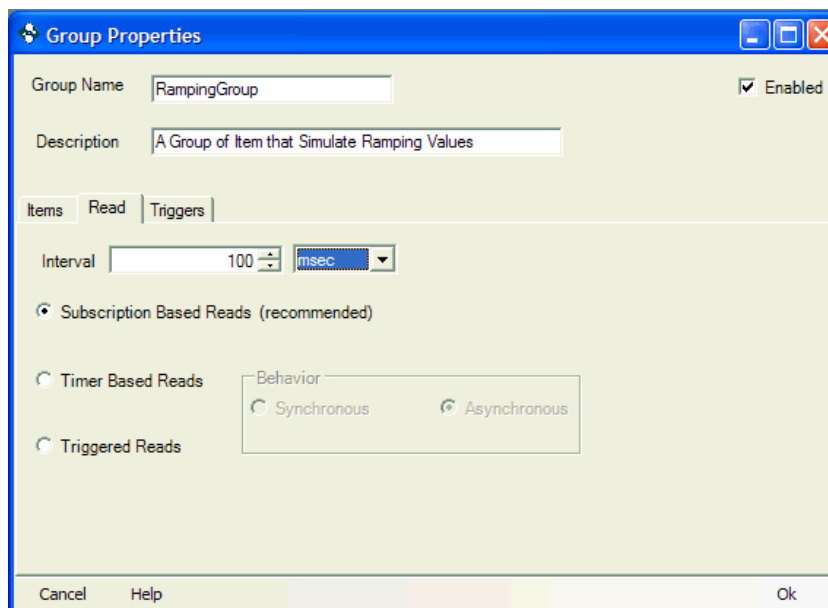 Group Properties
Group Name RampingGroup Enabled
Description A Group of Item that Simulate Ramping Values
Items Read Triggers
Interval 100 msec
Subscription Based Reads (recommended)
Timer Based Reads Behavior
Synchronous Asynchronous
Triggered Reads
Cancel Help Ok